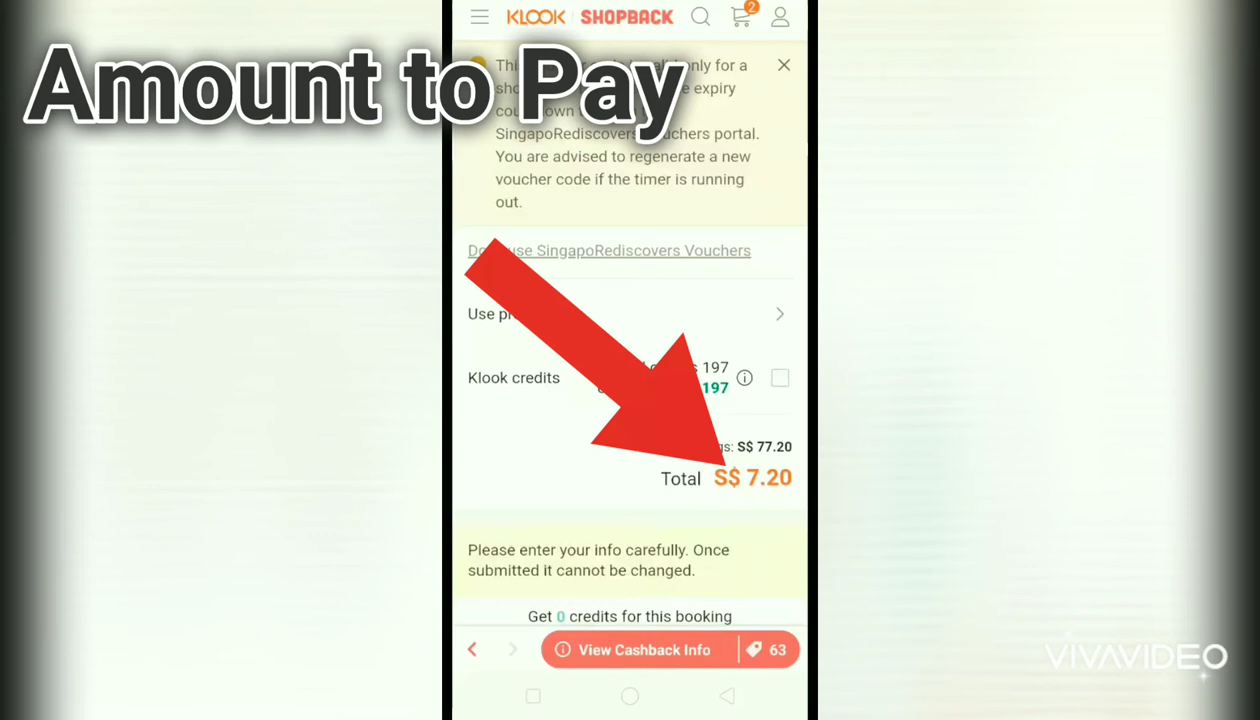 Amount to Pay
KLOOK SHOPBACK 2
This only for a
expiry
SingapoRediscovers portal.
You are advised to regenerate a new
voucher code if the timer is running
out.
use SingapoRediscovers Vouchers
Use
197
Klook credits
197
S$ 77.20
Total S$ 7.20
Please enter your info carefully. Once
submitted it cannot be changed.
Get 0 credits for this booking
View Cashback Info 63
VIVAVIDEO